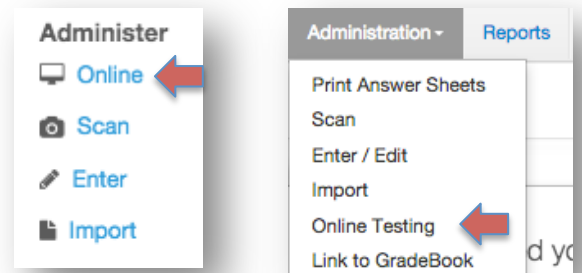 Administer
Online
Scan
Enter
Import
Administration
Reports
Print Answer Sheets
Scan
Enter / Edit
Import
Online Testing
Link to GradeBook
d yo